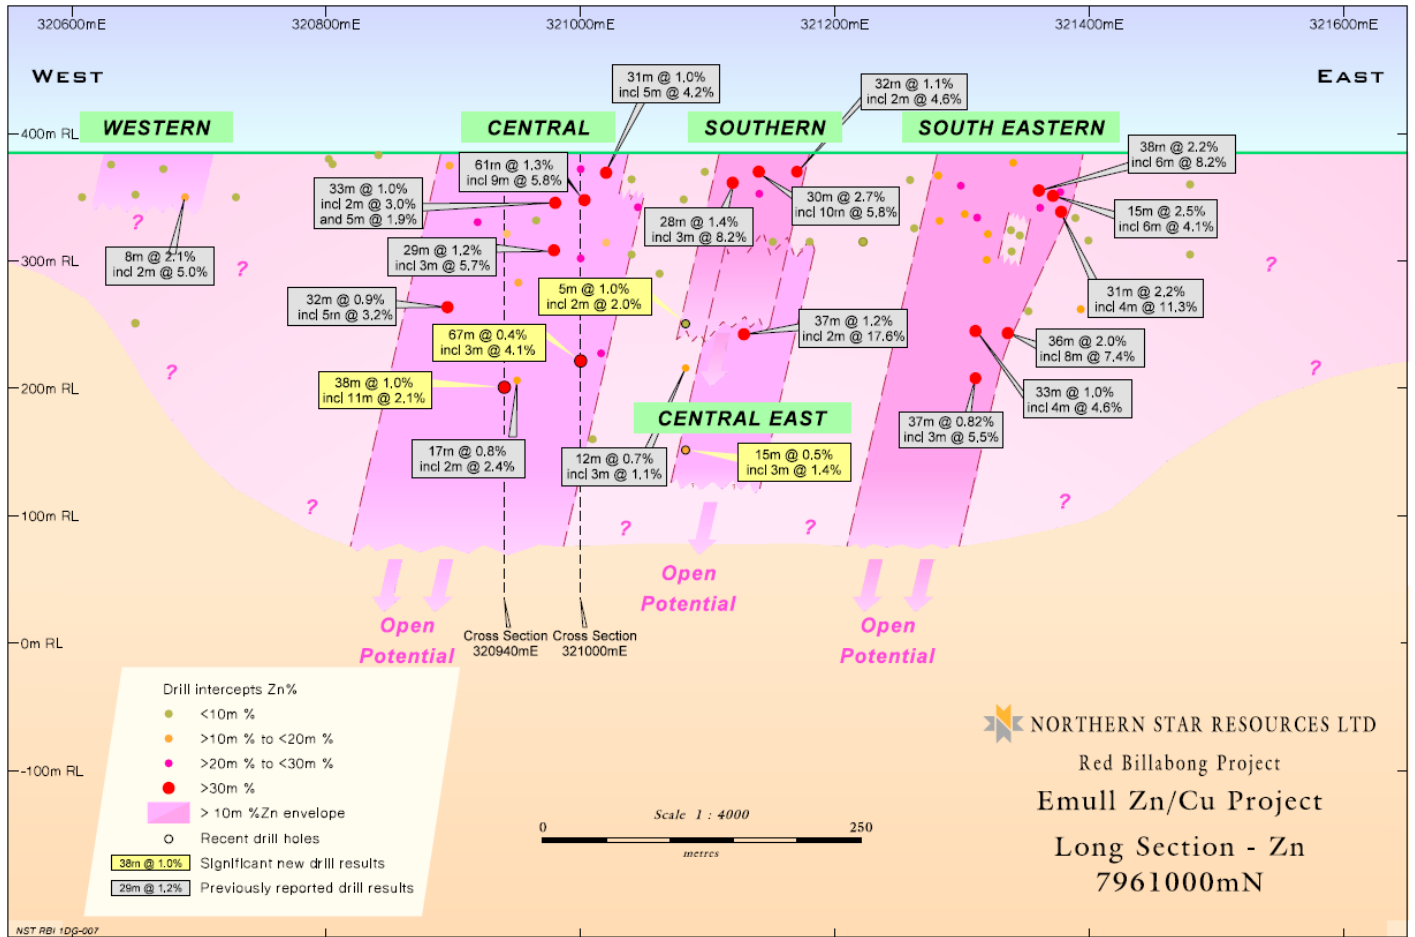 320600mE
320800mE
321000mE
321200mE
321400mE
321600mE
WEST
EAST
31m @ 1.0%
incl 5m @ 4.2%
32m @ 1.1%
incl 2m @ 4.6%
400m RL
WESTERN
CENTRAL
SOUTHERN
SOUTH EASTERN
38m @ 2.2%
incl 6m @ 8.2%
61m @ 1.3%
incl 9m @ 5.8%
33m @ 1.0%
incl 2m @ 3.0%
and 5m @ 1.9%
30m @ 2.7%
incl 10m @ 5.8%
15m @ 2.5%
incl 6m @ 4.1%
28m @ 1.4%
incl 3m @ 8.2%
?
8m @ 2.1%
incl 2m @ 5.0%
29m @ 1.2%
incl 3m @ 5.7%
300m RL
?
?
5m @ 1.0%
incl 2m @ 2.0%
31m @ 2.2%
incl 4m @ 11.3%
32m @ 0.9%
incl 5m @ 3.2%
67m @ 0.4%
incl 3m @ 4.1%
37m @ 1.2%
incl 2m @ 17.6%
36m @ 2.0%
incl 8m @ 7.4%
?
?
200m RL
38m @ 1.0%
incl 11m @ 2.1%
33m @ 1.0%
incl 4m @ 4.6%
CENTRAL EAST
37m @ 0.82%
incl 3m @ 5.5%
17m @ 0.8%
incl 2m @ 2.4%
12m @ 0.7%
incl 3m @ 1.1%
15m @ 0.5%
incl 3m @ 1.4%
?
?
?
?
100m RL
Open
Potential
Open
Potential
Open
Potential
0m RL
Cross Section
320940mE
Cross Section
321000mE
Drill intercepts Zn%
<10m %
>10m % to <20m %
>20m % to <30m %
>30m %
> 10m %Zn envelope
Recent drill holes
38m @ 1.0%
Significant new drill results
29m @ 1.2%
Previously reported drill results
-100m RL
Scale 1 : 4000
0
250
metres
NORTHERN STAR RESOURCES LTD
Red Billabong Project
Emull Zn/Cu Project
Long Section - Zn
7961000mN
NST RBI 1DG-007